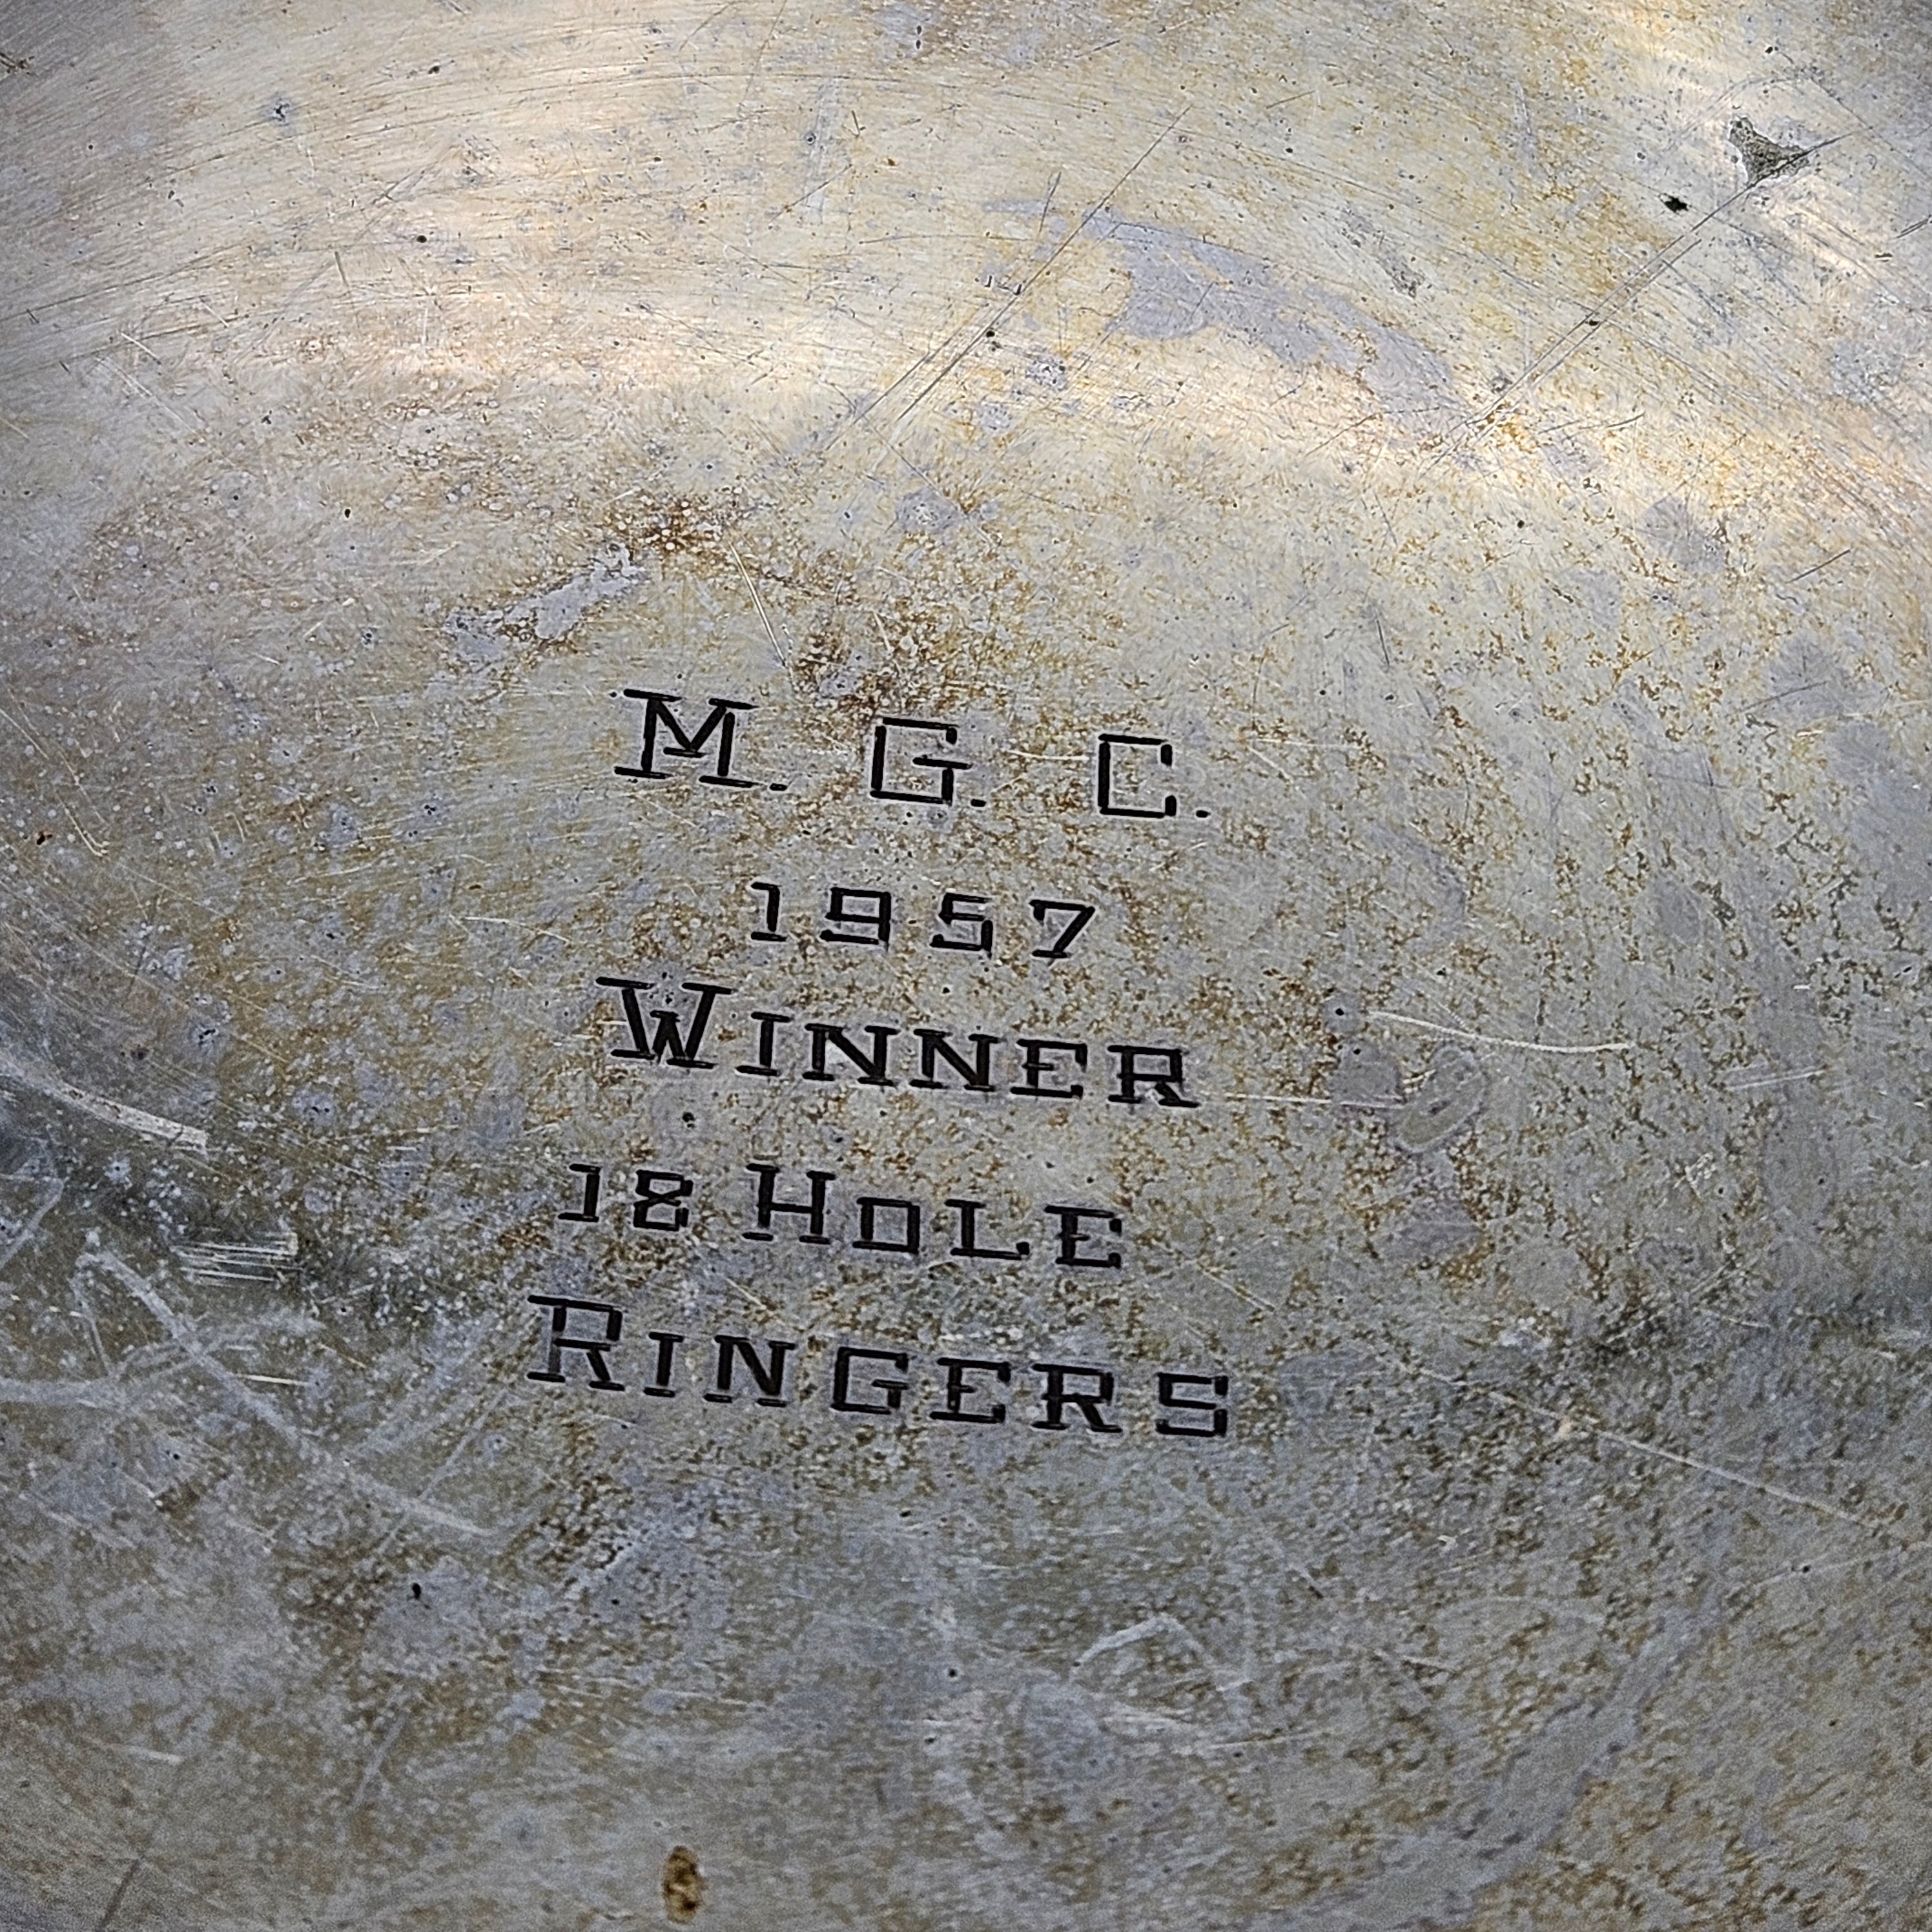 M. G. C.
1957
WINNER
18 HOLE
RINGERS